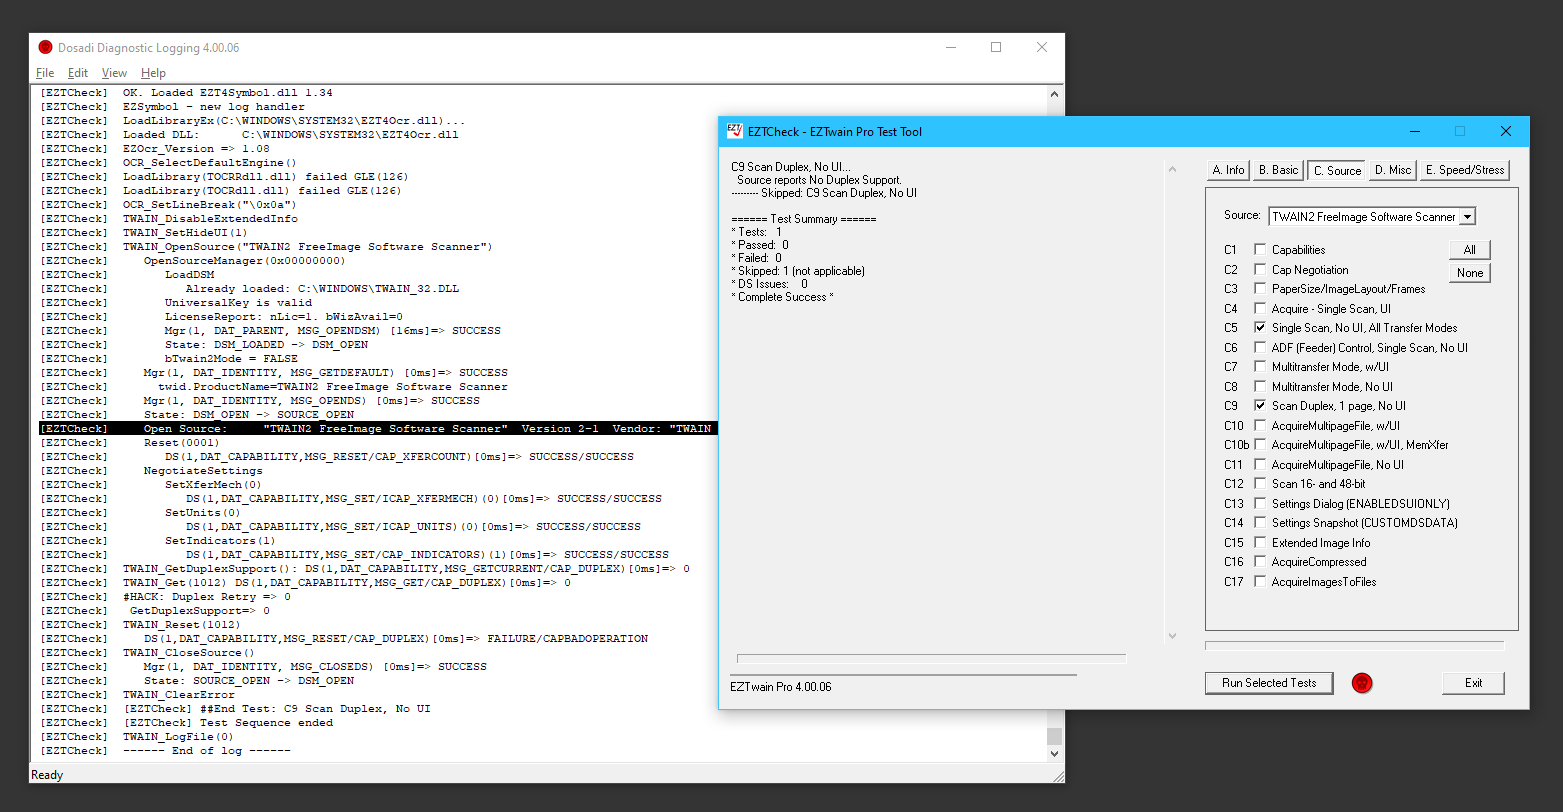 Dosadi Diagnostic Logging 4.00.06
File Edit View Help
[EZTCheck] OK. Loaded EZT4Symbol.dll 1.34
[EZTCheck] EZSymbol - new log handler
[EZTCheck] LoadLibraryEx(C:\WINDOWS\SYSTEM32\EZT4Ocr.dll)...
[EZTCheck] Loaded DLL: C:\WINDOWS\SYSTEM32\EZT4Ocr.dll
[EZTCheck] EZOcr_Version => 1.08
[EZTCheck] OCR_SelectDefaultEngine()
[EZTCheck] LoadLibrary(TOCRRdll.dll) failed GLE(126)
[EZTCheck] LoadLibrary(TOCRdll.dll) failed GLE(126)
[EZTCheck] OCR_SetLineBreak("\0x0a")
[EZTCheck] TWAIN_DisableExtendedInfo
[EZTCheck] TWAIN_SetHideUI(1)
[EZTCheck] TWAIN_OpenSource("TWAIN2 FreeImage Software Scanner")
[EZTCheck] OpenSourceManager(0x00000000)
[EZTCheck] LoadDSM
[EZTCheck] Already loaded: C:\WINDOWS\TWAIN_32.DLL
[EZTCheck] UniversalKey is valid
[EZTCheck] LicenseReport: nLic=1. bWizAvail=0
[EZTCheck] Mgr(1, DAT_PARENT, MSG_OPENDSM) [16ms]=> SUCCESS
[EZTCheck] State: DSM_LOADED -> DSM_OPEN
[EZTCheck] bTwain2Mode = FALSE
[EZTCheck] Mgr(1, DAT_IDENTITY, MSG_GETDEFAULT) [0ms]=> SUCCESS
[EZTCheck] twid.ProductName=TWAIN2 FreeImage Software Scanner
[EZTCheck] Mgr(1, DAT_IDENTITY, MSG_OPENDS) [0ms]=> SUCCESS
[EZTCheck] State: DSM_OPEN -> SOURCE_OPEN
[EZTCheck] Open Source: "TWAIN2 FreeImage Software Scanner" Version 2-1 Vendor: "TWAIN
[EZTCheck] Reset(0001)
[EZTCheck] DS(1,DAT_CAPABILITY,MSG_RESET/CAP_XFERCOUNT)[0ms]=> SUCCESS/SUCCESS
[EZTCheck] NegotiateSettings
[EZTCheck] SetXferMech(0)
[EZTCheck] DS(1,DAT_CAPABILITY,MSG_SET/ICAP_XFERMECH)(0)[0ms]=> SUCCESS/SUCCESS
[EZTCheck] SetUnits(0)
[EZTCheck] DS(1,DAT_CAPABILITY,MSG_SET/ICAP_UNITS)(0)[0ms]=> SUCCESS/SUCCESS
[EZTCheck] SetIndicators(1)
[EZTCheck] DS(1,DAT_CAPABILITY,MSG_SET/CAP_INDICATORS)(1)[0ms]=> SUCCESS/SUCCESS
[EZTCheck] TWAIN_GetDuplexSupport(): DS(1,DAT_CAPABILITY,MSG_GETCURRENT/CAP_DUPLEX)[0ms]=> 0
[EZTCheck] TWAIN_Get(1012) DS(1,DAT_CAPABILITY,MSG_GET/CAP_DUPLEX)[0ms]=> 0
[EZTCheck] #HACK: Duplex Retry => 0
[EZTCheck] GetDuplexSupport=> 0
[EZTCheck] TWAIN_Reset(1012)
[EZTCheck] DS(1,DAT_CAPABILITY,MSG_RESET/CAP_DUPLEX)[0ms]=> FAILURE/CAPBADOPERATION
[EZTCheck] TWAIN_CloseSource()
[EZTCheck] Mgr(1, DAT_IDENTITY, MSG_CLOSEDS) [0ms]=> SUCCESS
[EZTCheck] State: SOURCE_OPEN -> DSM_OPEN
[EZTCheck] TWAIN_ClearError
[EZTCheck] [EZTCheck] ##End Test: C9 Scan Duplex, No UI
[EZTCheck] [EZTCheck] Test Sequence ended
[EZTCheck] TWAIN_LogFile(0)
[EZTCheck] ------ End of log ------
Ready
EZT EZTCheck - EZTwain Pro Test Tool
C9 Scan Duplex, No UI...
Source reports No Duplex Support.
--------- Skipped: C9 Scan Duplex, No UI
====== Test Summary ======
* Tests: 1
* Passed: 0
* Failed: 0
* Skipped: 1 (not applicable)
* DS Issues: 0
* Complete Success *
EZTwain Pro 4.00.06
A. Info B. Basic C. Source D. Misc E. Speed/Stress
Source: TWAIN2 FreeImage Software Scanner
All
None
C1 Capabilities
C2 Cap Negotiation
C3 PaperSize/ImageLayout/Frames
C4 Acquire - Single Scan, UI
C5 Single Scan, No UI, All Transfer Modes
C6 ADF (Feeder) Control, Single Scan, No UI
C7 Multitransfer Mode, w/UI
C8 Multitransfer Mode, No UI
C9 Scan Duplex, 1 page, No UI
C10 AcquireMultipageFile, w/UI
C10b AcquireMultipageFile, w/UI, MemXfer
C11 AcquireMultipageFile, No UI
C12 Scan 16- and 48-bit
C13 Settings Dialog (ENABLEDSUIONLY)
C14 Settings Snapshot (CUSTOMDSDATA)
C15 Extended Image Info
C16 AcquireCompressed
C17 AcquireImagesToFiles
Run Selected Tests
Exit